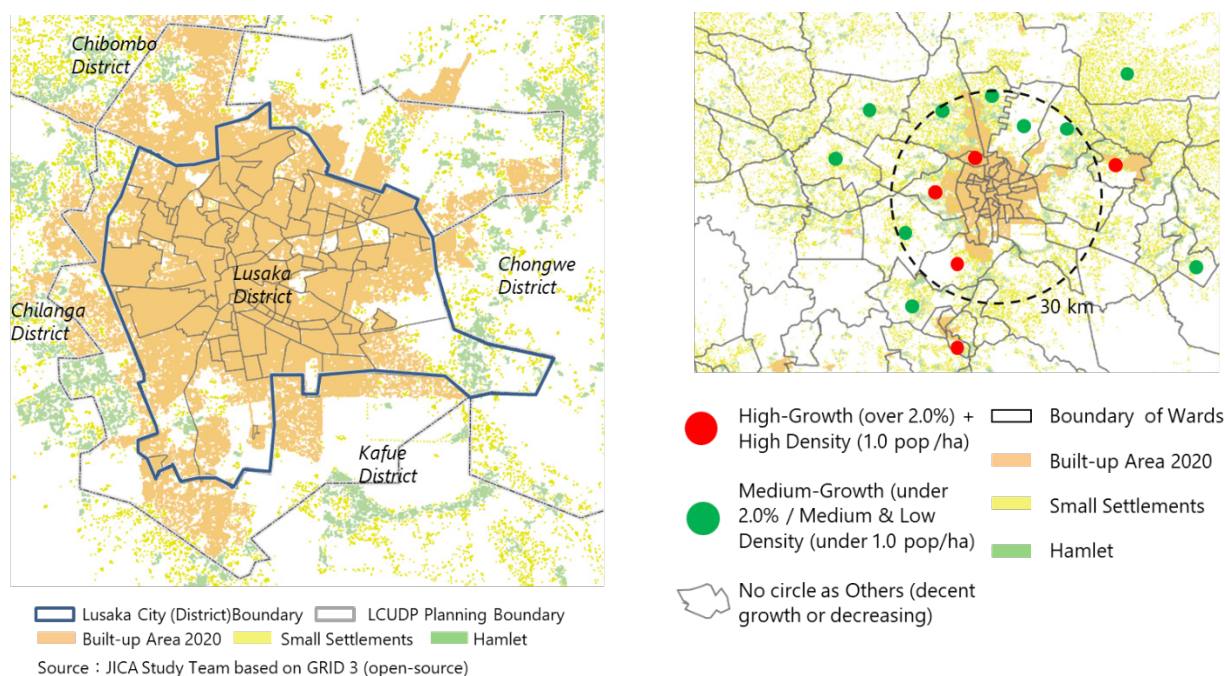 Chibombo
District
Lusaka
District
Chongwe
District
Chilanga
District
Kafue
District
Lusaka City (District)Boundary
LCUDP Planning Boundary
Built-up Area 2020
Small Settlements
Hamlet
Source：JICA Study Team based on GRID 3 (open-source)
30 km
High-Growth (over 2.0%) +
High Density (1.0 pop/ha)
Medium-Growth (under
2.0% / Medium & Low
Density (under 1.0 pop/ha)
No circle as Others (decent
growth or decreasing)
Boundary of Wards
Built-up Area 2020
Small Settlements
Hamlet